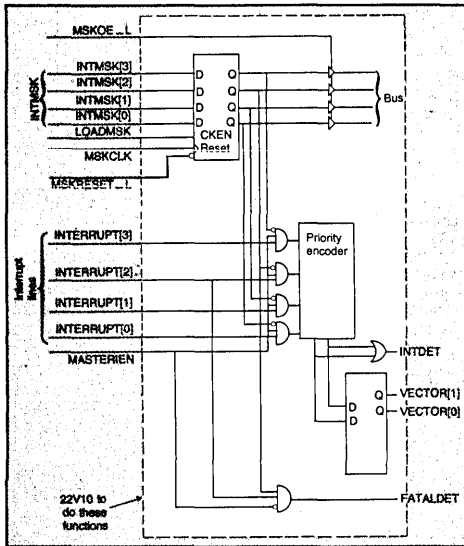 MSKOE_L
INTMSK[3]
INTMSK[2]
INTMSK[1]
INTMSK[0]
INTMSK
LOADMSK
MSKCLK
MSKRESET_L
D Q
D Q
D Q
D Q
CKEN
Reset
Bus
INTERRUPT[3]
INTERRUPT[2]
INTERRUPT[1]
INTERRUPT[0]
Interrupt
lines
MASTERIEN
Priority
encoder
INTDET
Q VECTOR[1]
D Q VECTOR[0]
D
FATALDET
22V10 to
do these
functions